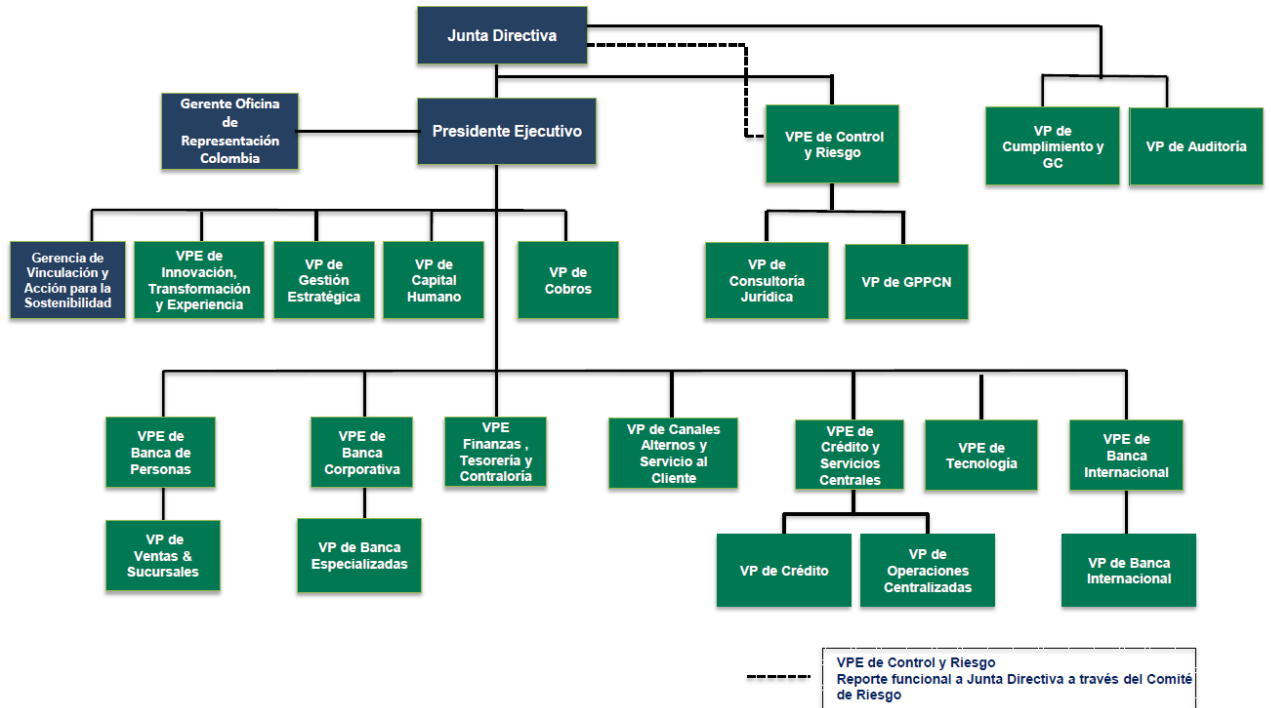 Junta Directiva
Gerente Oficina
de
Representación
Colombia
Presidente Ejecutivo
VPE de Control
y Riesgo
VP de
Cumplimiento y
GC
VP de Auditoría
Gerencia de
Vinculación y
Acción para la
Sostenibilidad
VPE de
Innovación,
Transformación
y Experiencia
VP de
Gestión
Estratégica
VP de
Capital
Humano
VP de
Cobros
VP de
Consultoría
Jurídica
VP de GPPCN
VPE de
Banca de
Personas
VPE de
Banca
Corporativa
VPE
Finanzas ,
Tesorería y
Contraloría
VP de Canales
Alternos y
Servicio al
Cliente
VPE de
Crédito y
Servicios
Centrales
VPE de
Tecnología
VPE de
Banca
Internacional
VP de
Ventas &
Sucursales
VP de Banca
Especializadas
VP de Crédito
VP de
Operaciones
Centralizadas
VP de Banca
Internacional
VPE de Control y Riesgo
Reporte funcional a Junta Directiva a través del Comité
de Riesgo